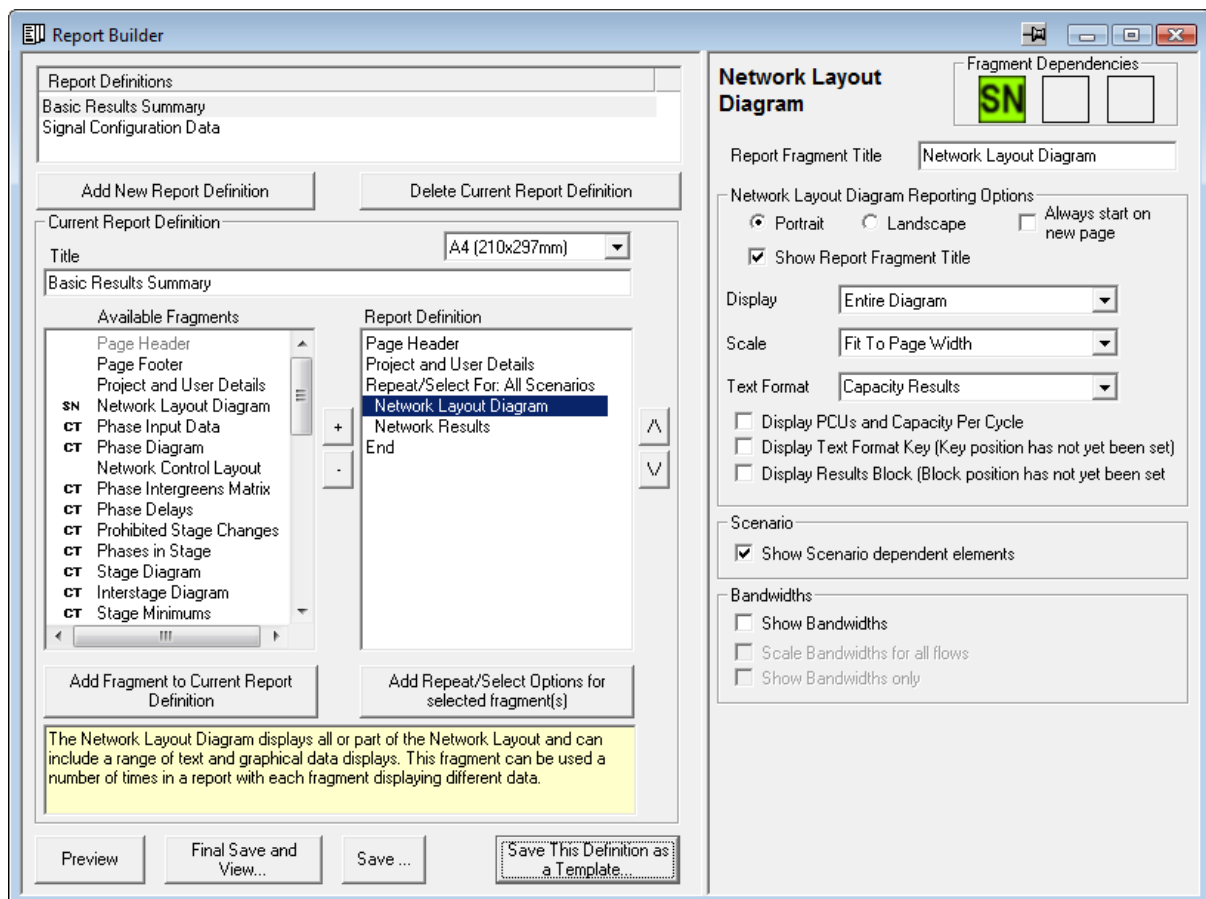 Report Builder
Report Definitions
Basic Results Summary
Signal Configuration Data
Add New Report Definition
Delete Current Report Definition
Current Report Definition
A4 (210x297mm)
Title
Basic Results Summary
Available Fragments
Page Header
Page Footer
Project and User Details
SN Network Layout Diagram
CT Phase Input Data
CT Phase Diagram
Network Control Layout
CT Phase Intergreens Matrix
CT Phase Delays
CT Prohibited Stage Changes
CT Phases in Stage
CT Stage Diagram
CT Interstage Diagram
CT Stage Minimums
+
-
Report Definition
Page Header
Project and User Details
Repeat/Select For: All Scenarios
Network Layout Diagram
Network Results
End
/\
\/
Add Fragment to Current Report
Definition
Add Repeat/Select Options for
selected fragment(s)
The Network Layout Diagram displays all or part of the Network Layout and can
include a range of text and graphical data displays. This fragment can be used a
number of times in a report with each fragment displaying different data.
Preview
Final Save and
View...
Save ...
Save This Definition as
a Template...
Network Layout
Diagram
Fragment Dependencies
SN
Report Fragment Title
Network Layout Diagram
Network Layout Diagram Reporting Options
Portrait
Landscape
Always start on
new page
Show Report Fragment Title
Display
Entire Diagram
Scale
Fit To Page Width
Text Format
Capacity Results
Display PCUs and Capacity Per Cycle
Display Text Format Key (Key position has not yet been set)
Display Results Block (Block position has not yet been set
Scenario
Show Scenario dependent elements
Bandwidths
Show Bandwidths
Scale Bandwidths for all flows
Show Bandwidths only